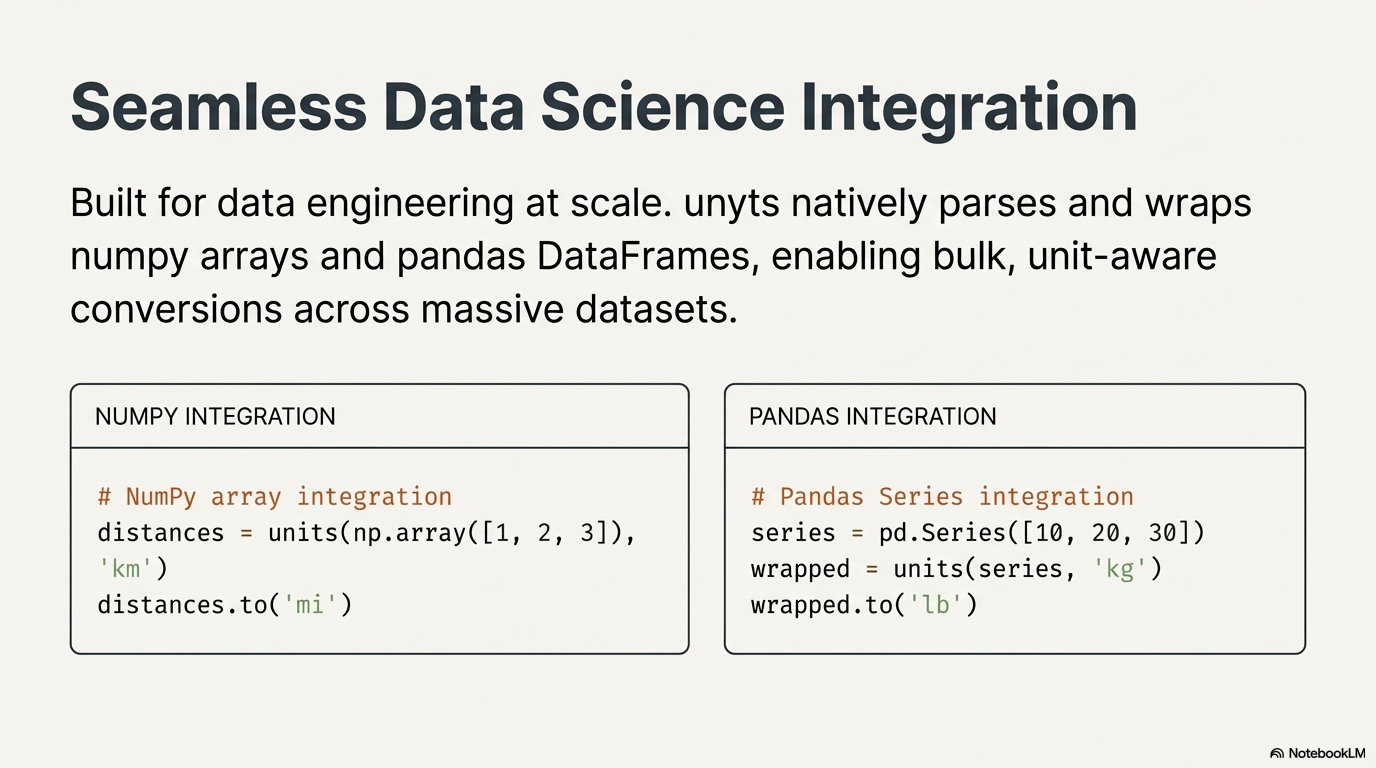 Seamless Data Science Integration
Built for data engineering at scale. unyts natively parses and wraps
numpy arrays and pandas DataFrames, enabling bulk, unit-aware
conversions across massive datasets.
NUMPY INTEGRATION
# NumPy array integration
distances = units(np.array([1, 2, 3]),
'km')
distances.to('mi')
PANDAS INTEGRATION
# Pandas Series integration
series = pd.Series([10, 20, 30])
wrapped = units(series, 'kg')
wrapped.to('lb')
NotebookLM